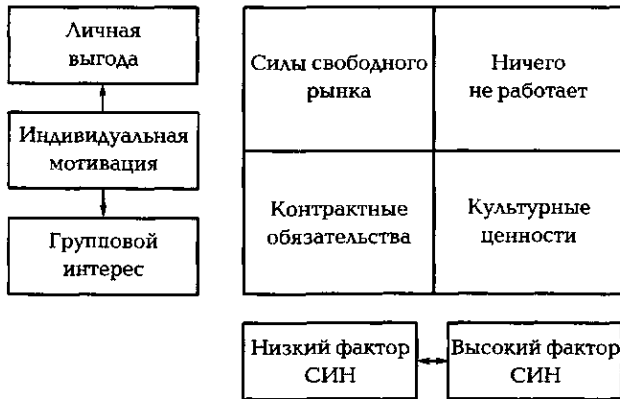 Личная
выгода
Индивидуальная
мотивация
Групповой
интерес
Силы свободного
рынка
Ничего
не работает
Контрактные
обязательства
Культурные
ценности
Низкий фактор
СИН
Высокий фактор
СИН